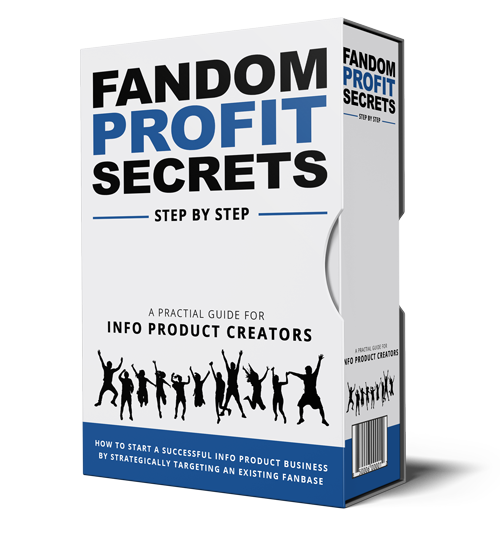 FANDOM
PROFIT
SECRETS
STEP BY STEP
A PRACTIAL GUIDE FOR
INFO PRODUCT CREATORS
HOW TO START A SUCCESSFUL INFO PRODUCT BUSINESS
BY STRATEGICALLY TARGETING AN EXISTING FANBASE
FANDOM
PROFIT
SECRETS
STEP BY STEP
A PRACTIAL GUIDE FOR
INFO PRODUCT CREATORS